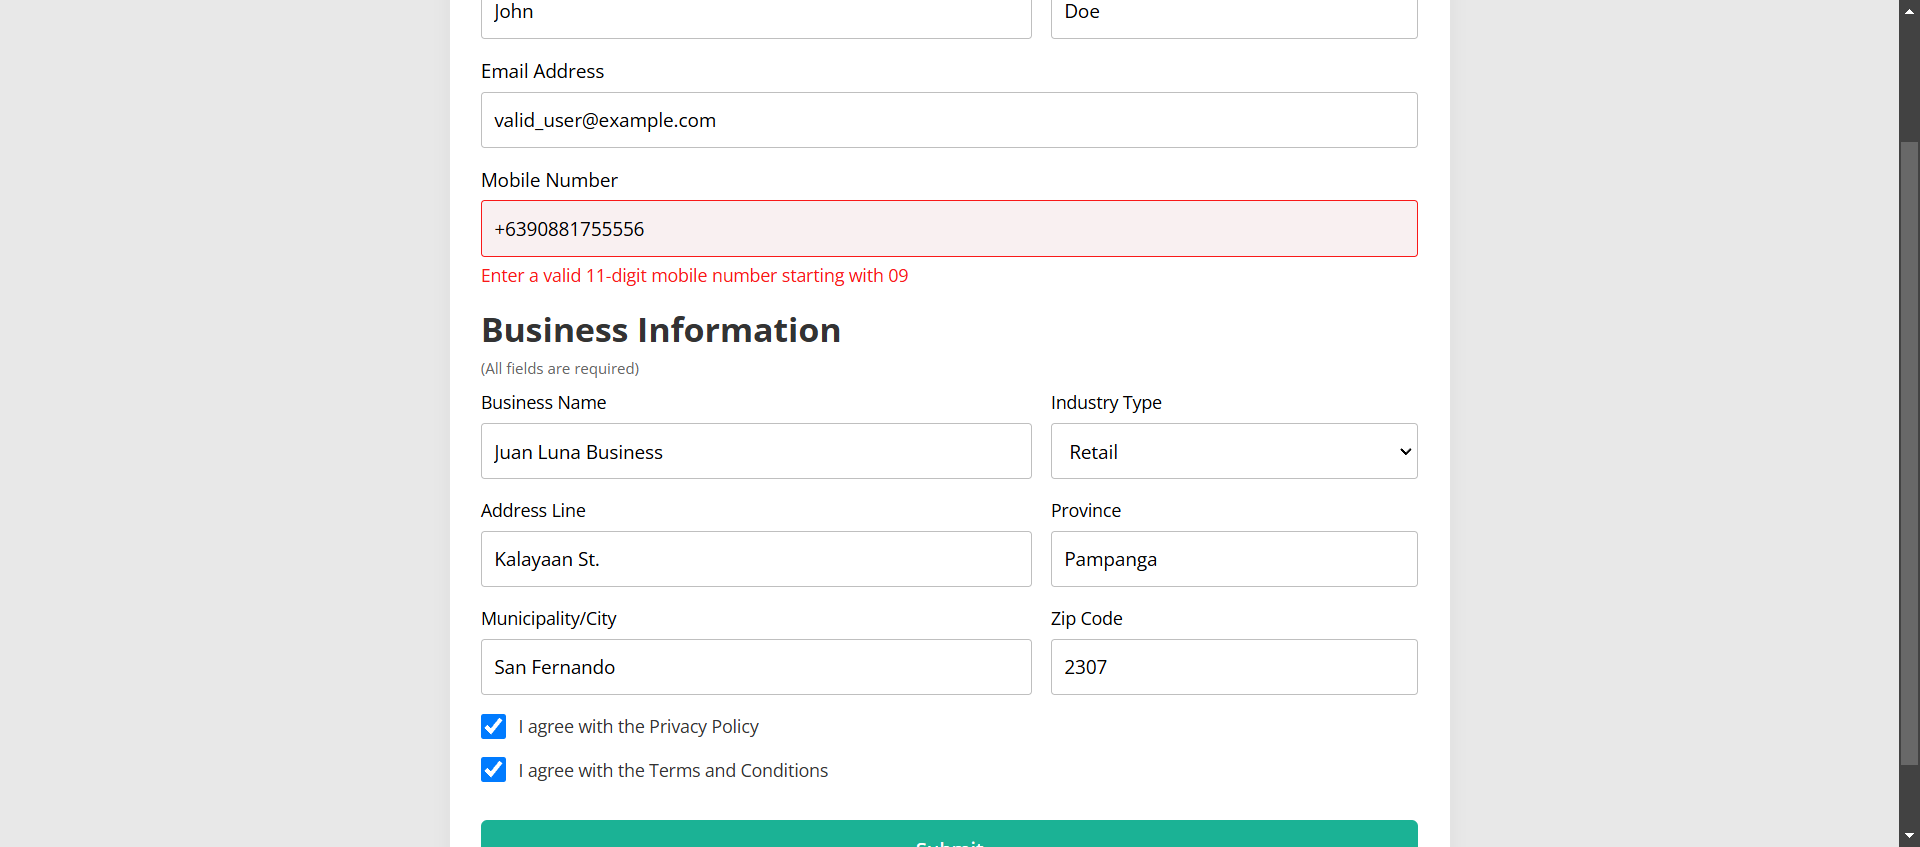 John
Doe
Email Address
valid_user@example.com
Mobile Number
+6390881755556
Enter a valid 11-digit mobile number starting with 09
Business Information
(All fields are required)
Business Name
Industry Type
Juan Luna Business
Retail
Address Line
Province
Kalayaan St.
Pampanga
Municipality/City
Zip Code
San Fernando
2307
I agree with the Privacy Policy
I agree with the Terms and Conditions
Submit